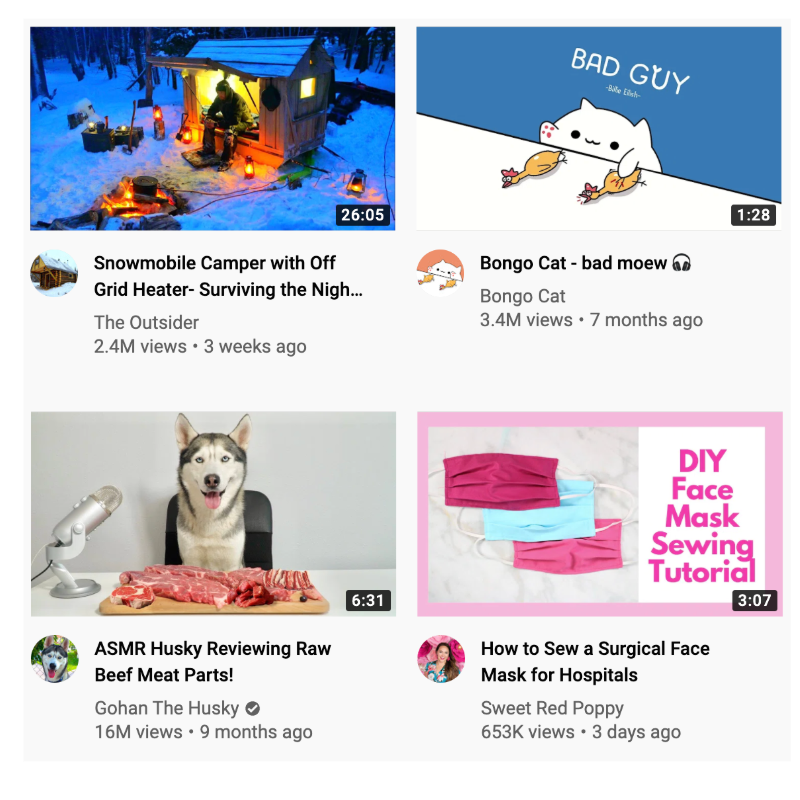 26:05
Snowmobile Camper with Off
Grid Heater- Surviving the Nigh...
The Outsider
2.4M views • 3 weeks ago
BAD GUY
-Billie Eilish-
1:28
Bongo Cat - bad moew 🎧
Bongo Cat
3.4M views • 7 months ago
6:31
ASMR Husky Reviewing Raw
Beef Meat Parts!
Gohan The Husky
16M views • 9 months ago
DIY
Face
Mask
Sewing
Tutorial
3:07
How to Sew a Surgical Face
Mask for Hospitals
Sweet Red Poppy
653K views • 3 days ago